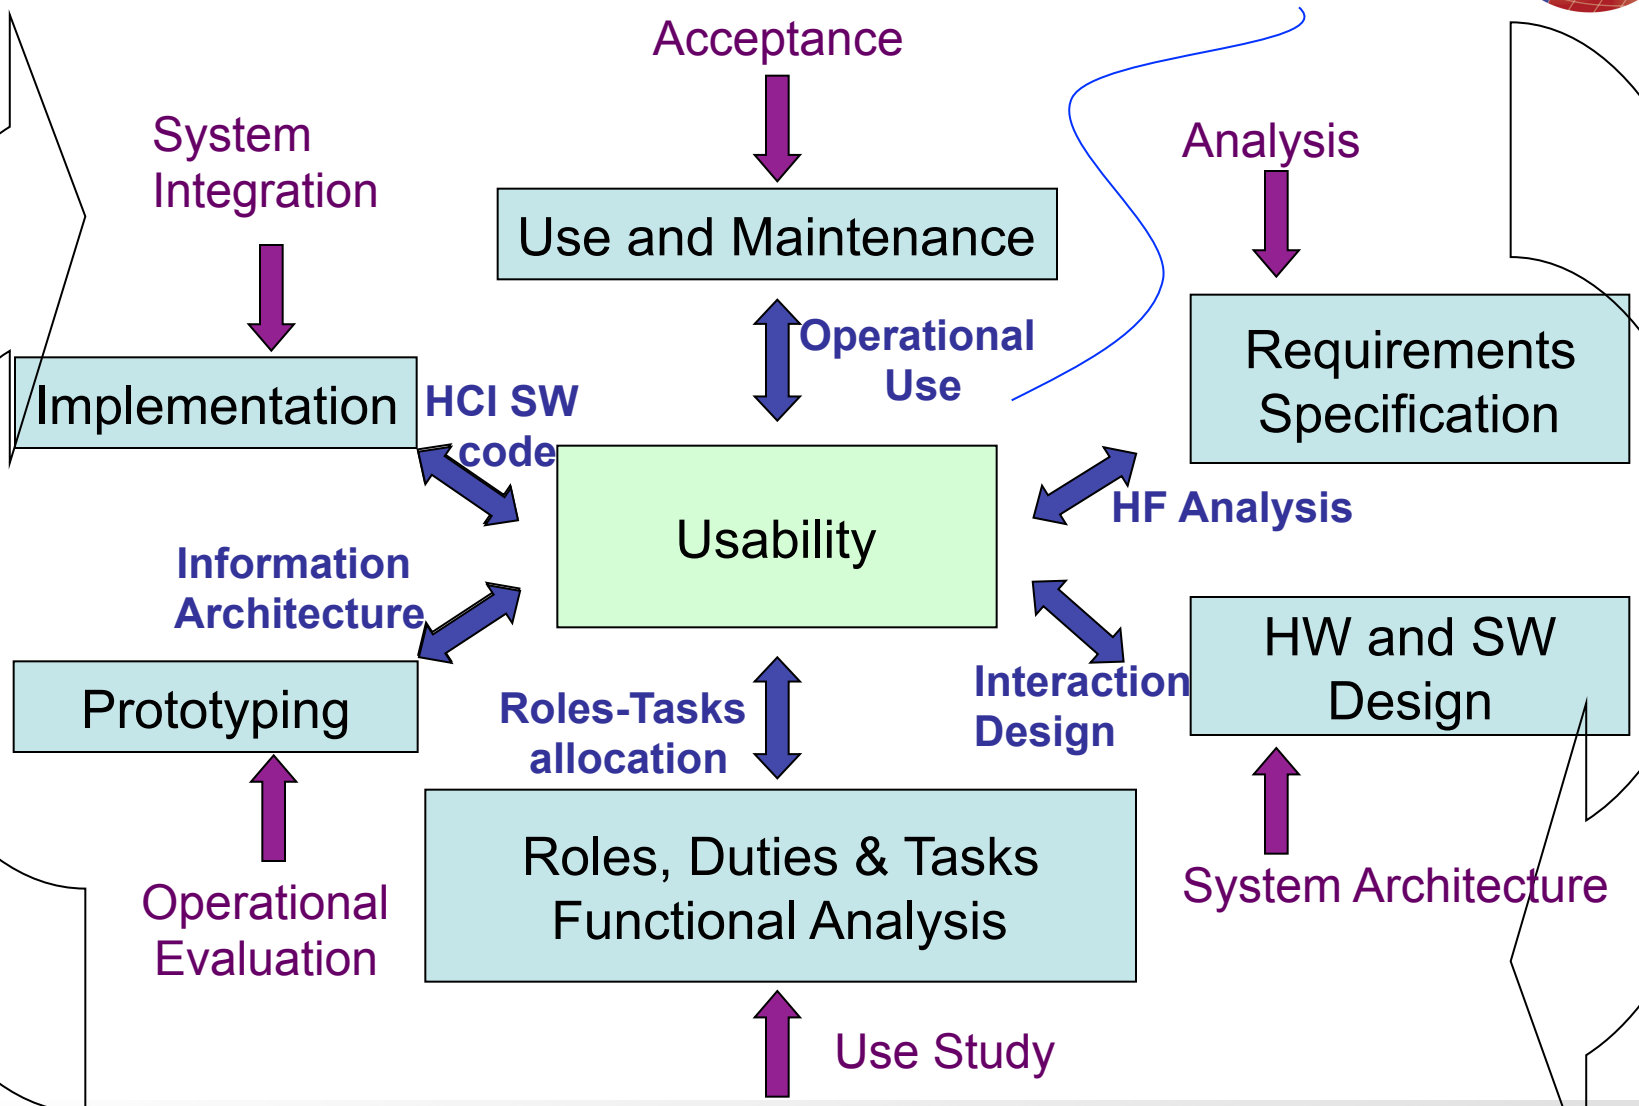 Acceptance
System
Integration
Analysis
Use and Maintenance
Operational
Use
Requirements
Specification
Implementation
HCI SW
code
Usability
HF Analysis
Information
Architecture
HW and SW
Design
Interaction
Design
Prototyping
Roles-Tasks
allocation
Roles, Duties & Tasks
Functional Analysis
System Architecture
Operational
Evaluation
Use Study